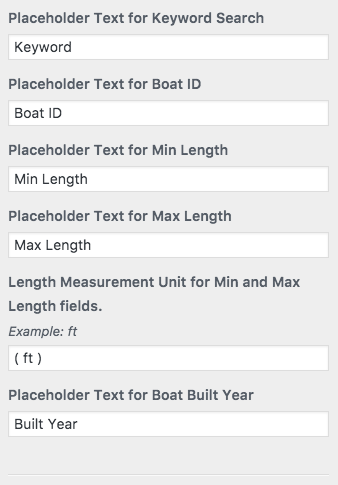 Placeholder Text for Keyword Search
Keyword
Placeholder Text for Boat ID
Boat ID
Placeholder Text for Min Length
Min Length
Placeholder Text for Max Length
Max Length
Length Measurement Unit for Min and Max
Length fields.
Example: ft
( ft )
Placeholder Text for Boat Built Year
Built Year